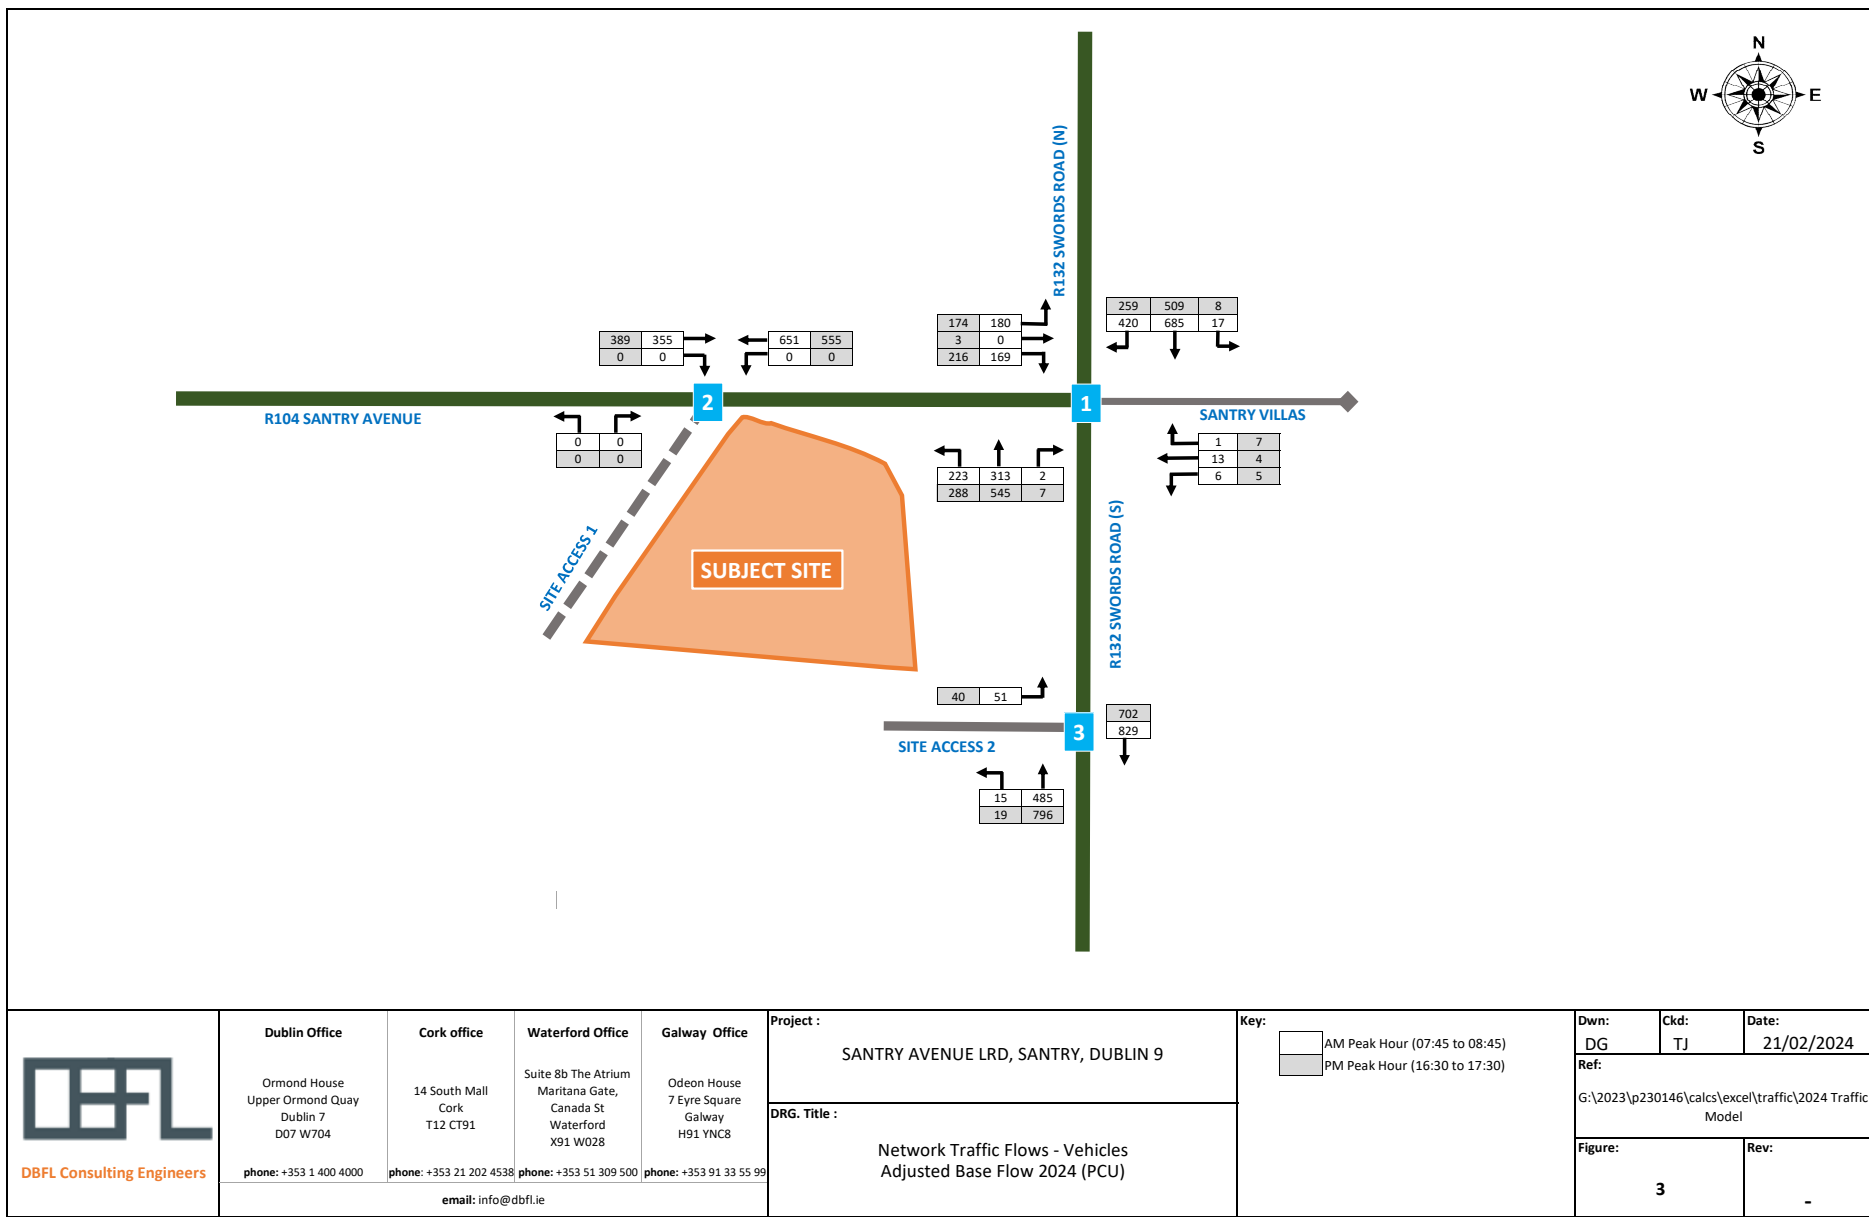 N
W E
S
R132 SWORDS ROAD (N)
259 509 8
420 685 17
174 180
3 0
216 169
389 355
0 0
651 555
0 0
2
1
R104 SANTRY AVENUE
SANTRY VILLAS
0 0
0 0
1 7
13 4
6 5
223 313 2
288 545 7
SITE ACCESS 1
SUBJECT SITE
R132 SWORDS ROAD (S)
40 51
702
829
3
SITE ACCESS 2
15 485
19 796
DBFL
DBFL Consulting Engineers
Dublin Office
Ormond House
Upper Ormond Quay
Dublin 7
D07 W704
phone: +353 1 400 4000
Cork office
14 South Mall
Cork
T12 CT91
phone: +353 21 202 4538
Waterford Office
Suite 8b The Atrium
Maritana Gate,
Canada St
Waterford
X91 W028
phone: +353 51 309 500
Galway Office
Odeon House
7 Eyre Square
Galway
H91 YNC8
phone: +353 91 33 55 99
email: info@dbfl.ie
Project :
SANTRY AVENUE LRD, SANTRY, DUBLIN 9
DRG. Title :
Network Traffic Flows - Vehicles
Adjusted Base Flow 2024 (PCU)
Key:
AM Peak Hour (07:45 to 08:45)
PM Peak Hour (16:30 to 17:30)
Dwn:
DG
Ckd:
TJ
Date:
21/02/2024
Ref:
G:\2023\p230146\calcs\excel\traffic\2024 Traffic
Model
Figure:
3
Rev:
-